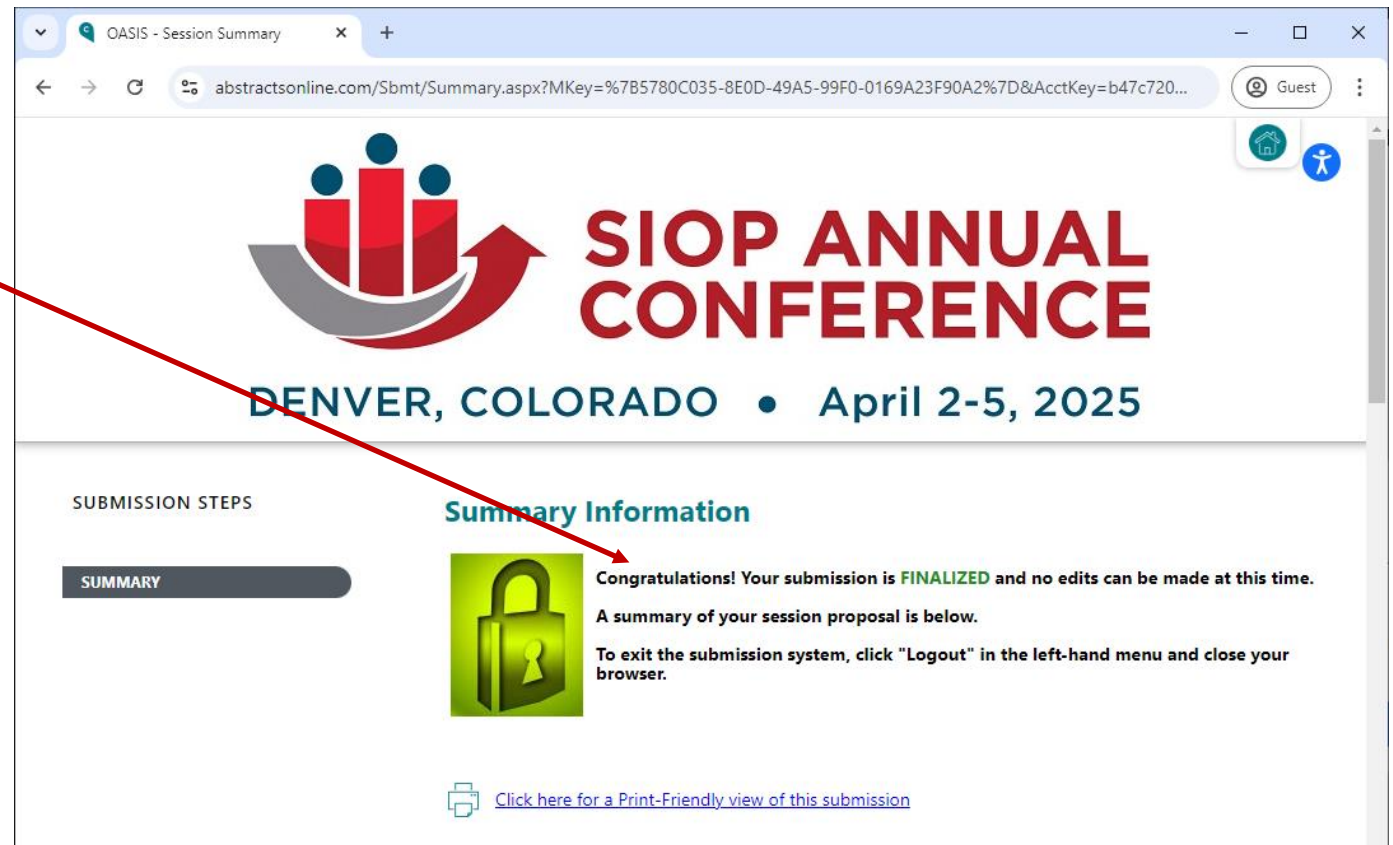 OASIS - Session Summary
abstractsonline.com/Sbmt/Summary.aspx?MKey=%7B5780C035-8E0D-49A5-99F0-0169A23F90A2%7D&AcctKey=b47c720...
Guest
SIOP ANNUAL
CONFERENCE
DENVER, COLORADO • April 2-5, 2025
SUBMISSION STEPS
SUMMARY
Summary Information
Congratulations! Your submission is FINALIZED and no edits can be made at this time.
A summary of your session proposal is below.
To exit the submission system, click "Logout" in the left-hand menu and close your
browser.
Click here for a Print-Friendly view of this submission